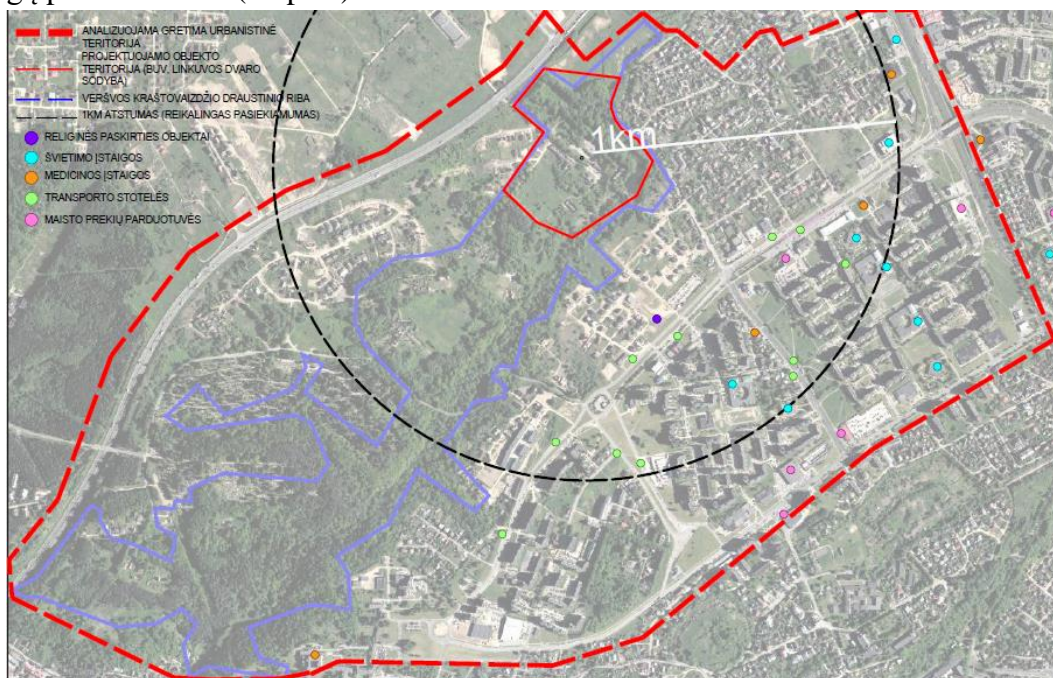 ANALIZUOJAMA GRETIMA URBANISTINĖ
TERITORIJA
PROJEKTUOJAMO OBJEKTO
TERITORIJA (BUV. LINKUVOS DVARO
SODYBA)
VERŠVOS KRAŠTOVAIZDŽIO DRAUSTINIO RIBA
1KM ATSTUMAS (REIKALINGAS PASIEKIAMUMAS)
RELIGINĖS PASKIRTIES OBJEKTAI
ŠVIETIMO ĮSTAIGOS
MEDICINOS ĮSTAIGOS
TRANSPORTO STOTELĖS
MAISTO PREKIŲ PARDUOTUVĖS
1km